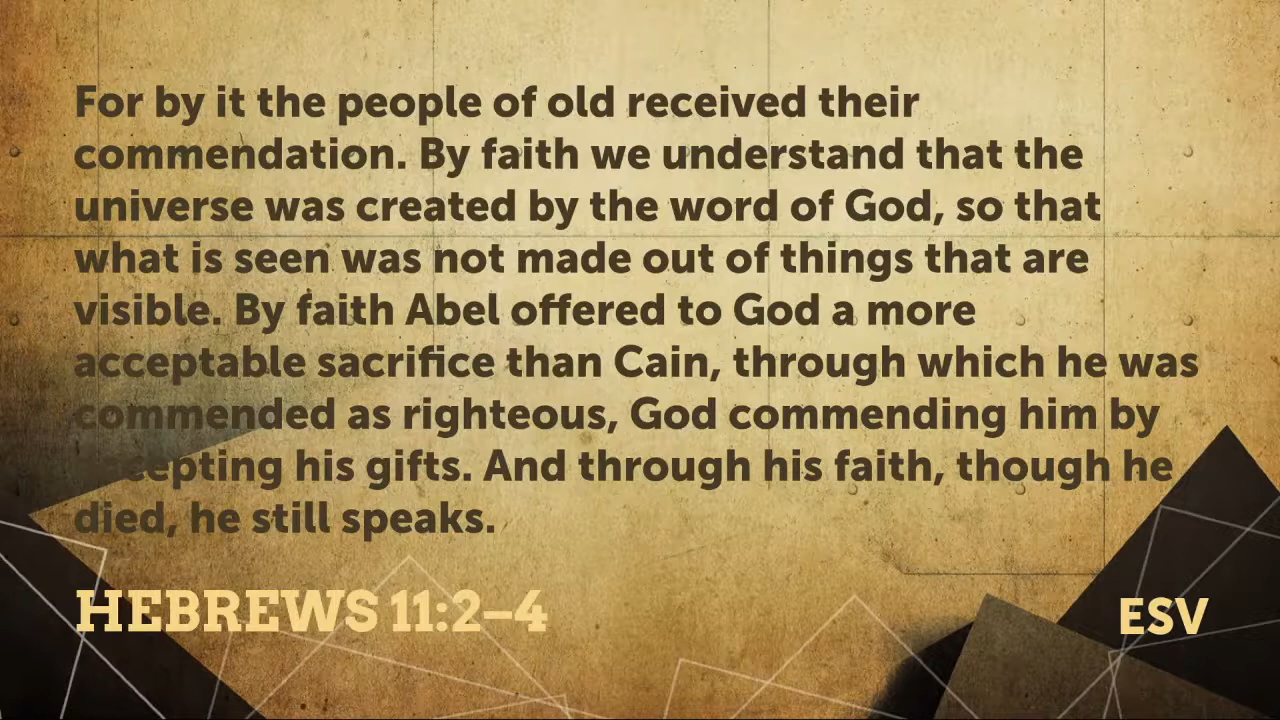 For by it the people of old received their
commendation. By faith we understand that the
universe was created by the word of God, so that
what is seen was not made out of things that are
visible. By faith Abel offered to God a more
acceptable sacrifice than Cain, through which he was
commended as righteous, God commending him by
accepting his gifts. And through his faith, though he
died, he still speaks.
HEBREWS 11:2–4
ESV